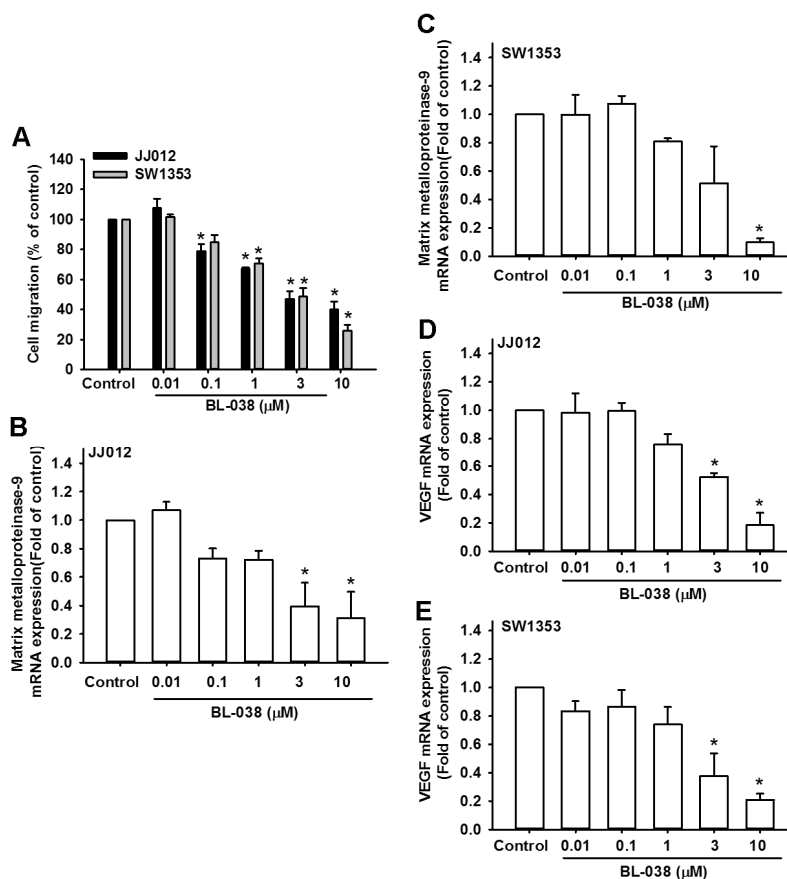 A
JJ012
SW1353
Cell migration (% of control)
140
120
100
80
60
40
20
0
* * * * * * *
Control 0.01 0.1 1 3 10
BL-038 (µM)
B
JJ012
Matrix metalloproteinase-9
mRNA expression(Fold of control)
1.4
1.2
1.0
0.8
0.6
0.4
0.2
0.0
* *
Control 0.01 0.1 1 3 10
BL-038 (µM)
C
SW1353
Matrix metalloproteinase-9
mRNA expression(Fold of control)
1.4
1.2
1.0
0.8
0.6
0.4
0.2
0.0
*
Control 0.01 0.1 1 3 10
BL-038 (µM)
D
JJ012
VEGF mRNA expression
(Fold of control)
1.4
1.2
1.0
0.8
0.6
0.4
0.2
0.0
* *
Control 0.01 0.1 1 3 10
BL-038 (µM)
E
SW1353
VEGF mRNA expression
(Fold of control)
1.4
1.2
1.0
0.8
0.6
0.4
0.2
0.0
* *
Control 0.01 0.1 1 3 10
BL-038 (µM)